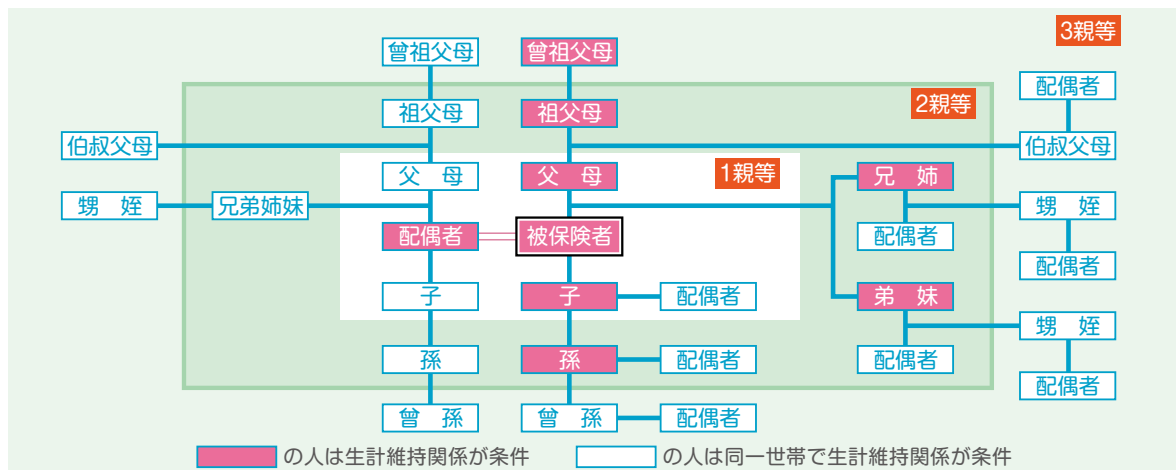 3親等
曾祖父母 曾祖父母
配偶者
2親等
祖父母 祖父母
伯叔父母 伯叔父母
1親等
父 母 父 母 兄 姉
甥 姪 兄弟姉妹 甥 姪
配偶者 被保険者 配偶者
配偶者
子 子 配偶者 弟 妹
甥 姪
孫 孫 配偶者 配偶者
配偶者
曾 孫 曾 孫 配偶者
の人は生計維持関係が条件 の人は同一世帯で生計維持関係が条件